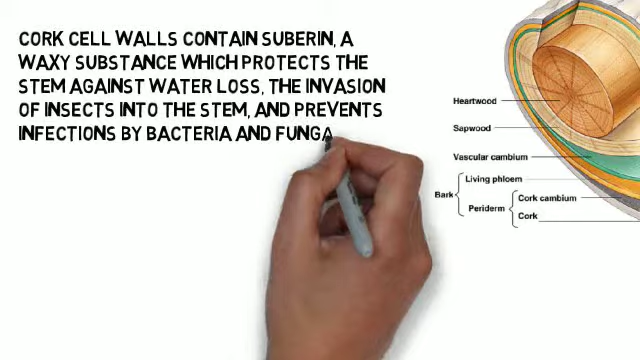 CORK CELL WALLS CONTAIN SUBERIN, A
WAXY SUBSTANCE WHICH PROTECTS THE
STEM AGAINST WATER LOSS, THE INVASION
OF INSECTS INTO THE STEM, AND PREVENTS
INFECTIONS BY BACTERIA AND FUNGA
Heartwood
Sapwood
Vascular cambium
Living phloem
Bark
Periderm
Cork cambium
Cork